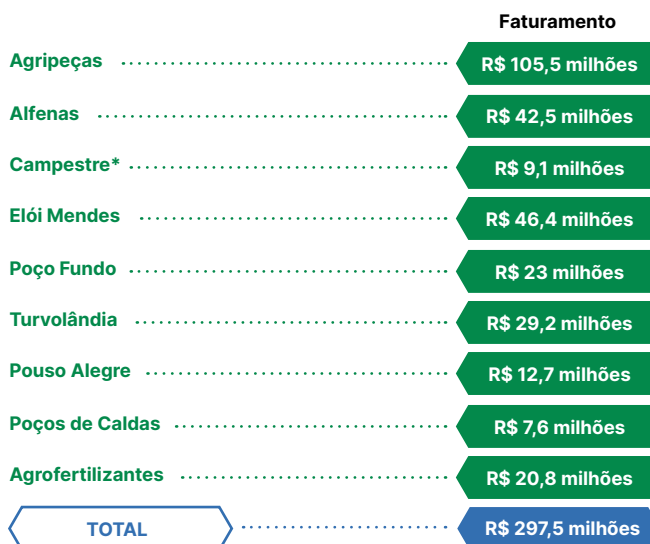 Faturamento
Agripeças R$ 105,5 milhões
Alfenas R$ 42,5 milhões
Campestre* R$ 9,1 milhões
Elói Mendes R$ 46,4 milhões
Poço Fundo R$ 23 milhões
Turvolândia R$ 29,2 milhões
Pouso Alegre R$ 12,7 milhões
Poços de Caldas R$ 7,6 milhões
Agrofertilizantes R$ 20,8 milhões
TOTAL R$ 297,5 milhões